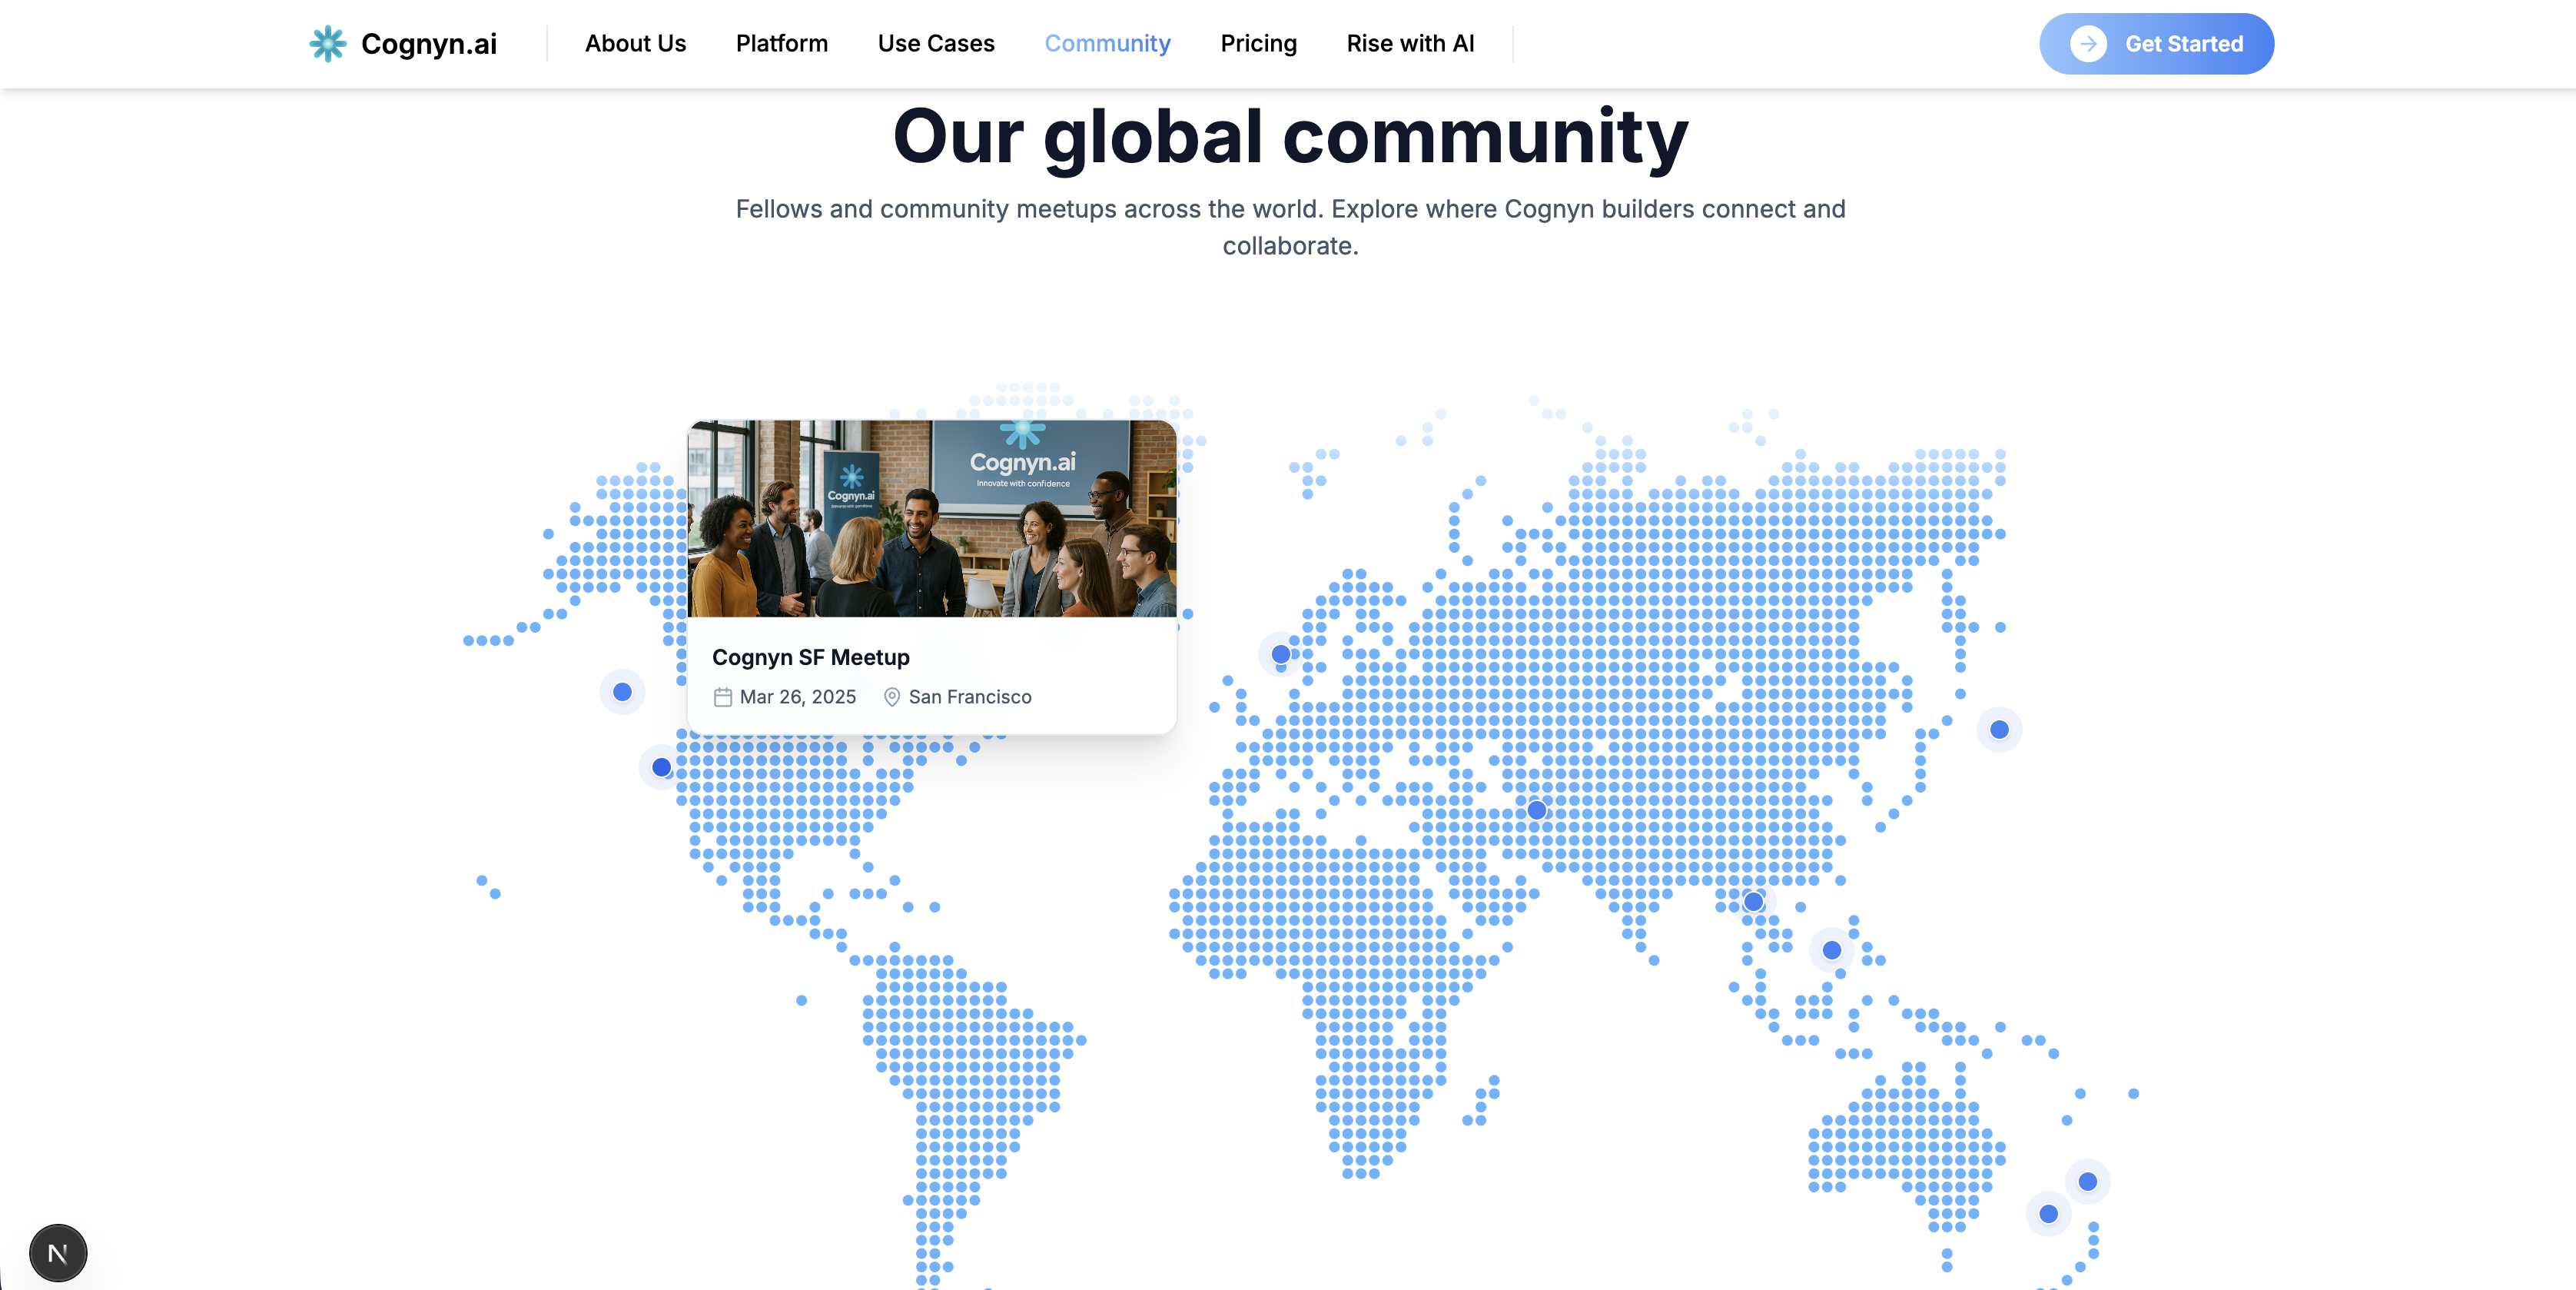 Cognyn.ai
About Us
Platform
Use Cases
Community
Pricing
Rise with AI
Get Started
Our global community
Fellows and community meetups across the world. Explore where Cognyn builders connect and
collaborate.
Cognyn.ai
Innovate with confidence
Cognyn.ai
Cognyn SF Meetup
Mar 26, 2025
San Francisco
N